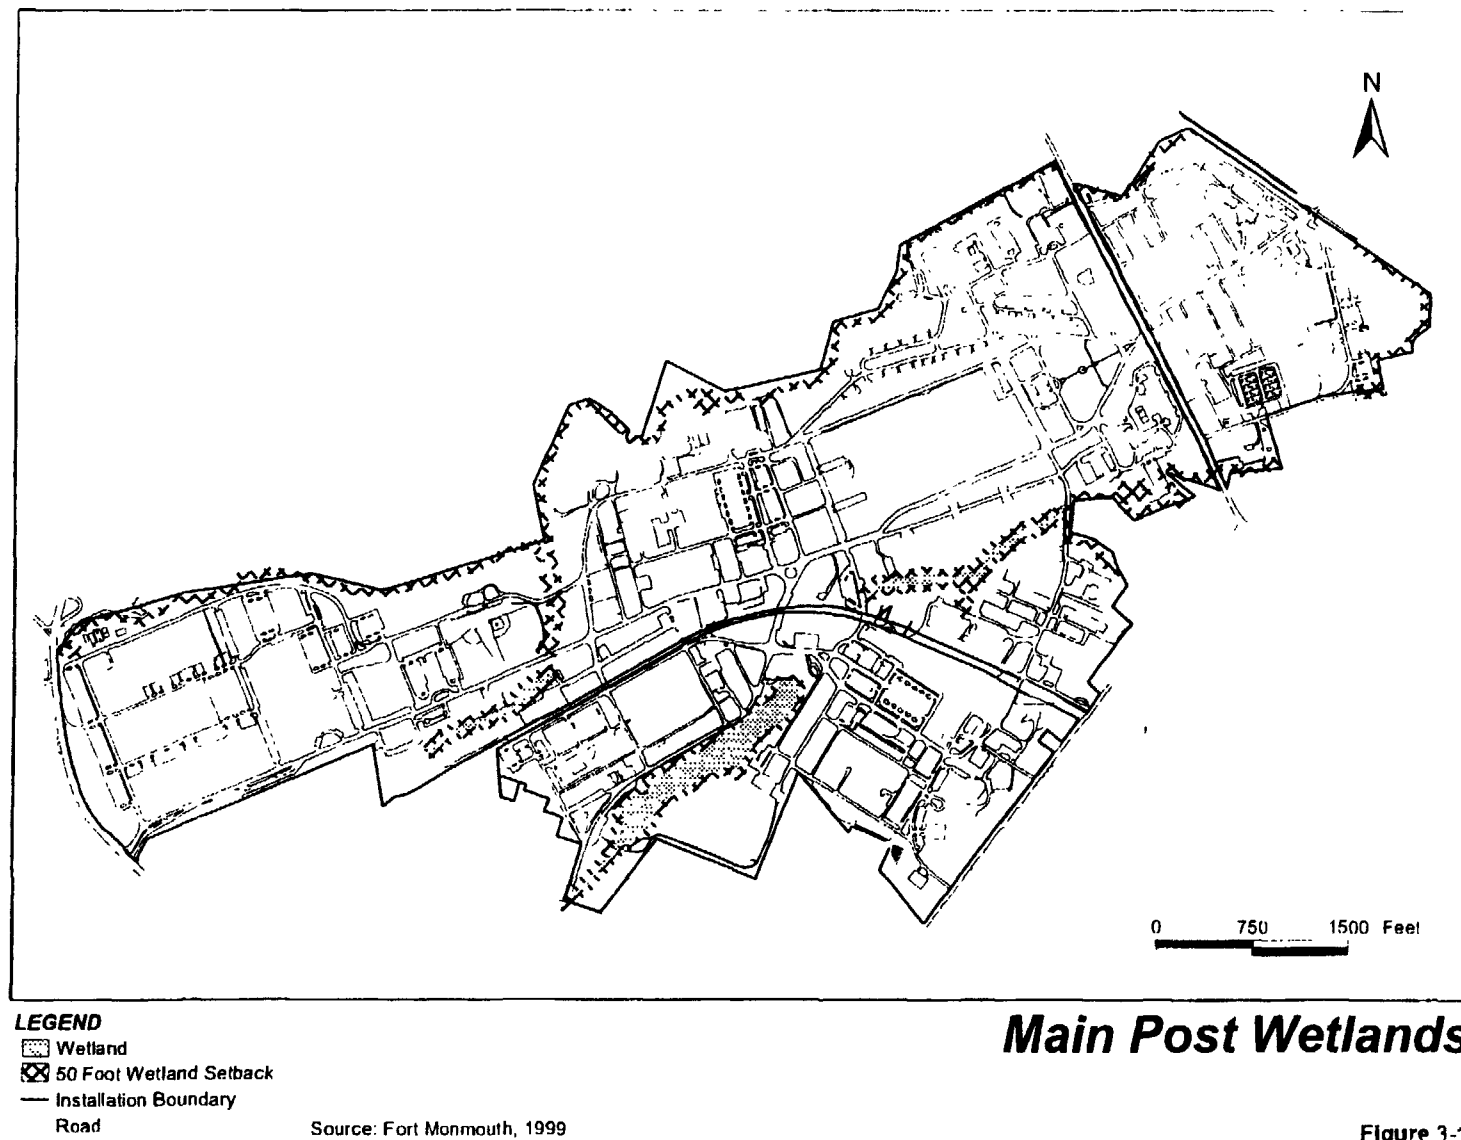 N
0 750 1500 Feet
LEGEND
Main Post Wetlands
Wetland
50 Foot Wetland Setback
Installation Boundary
Road
Source: Fort Monmouth, 1999
Figure